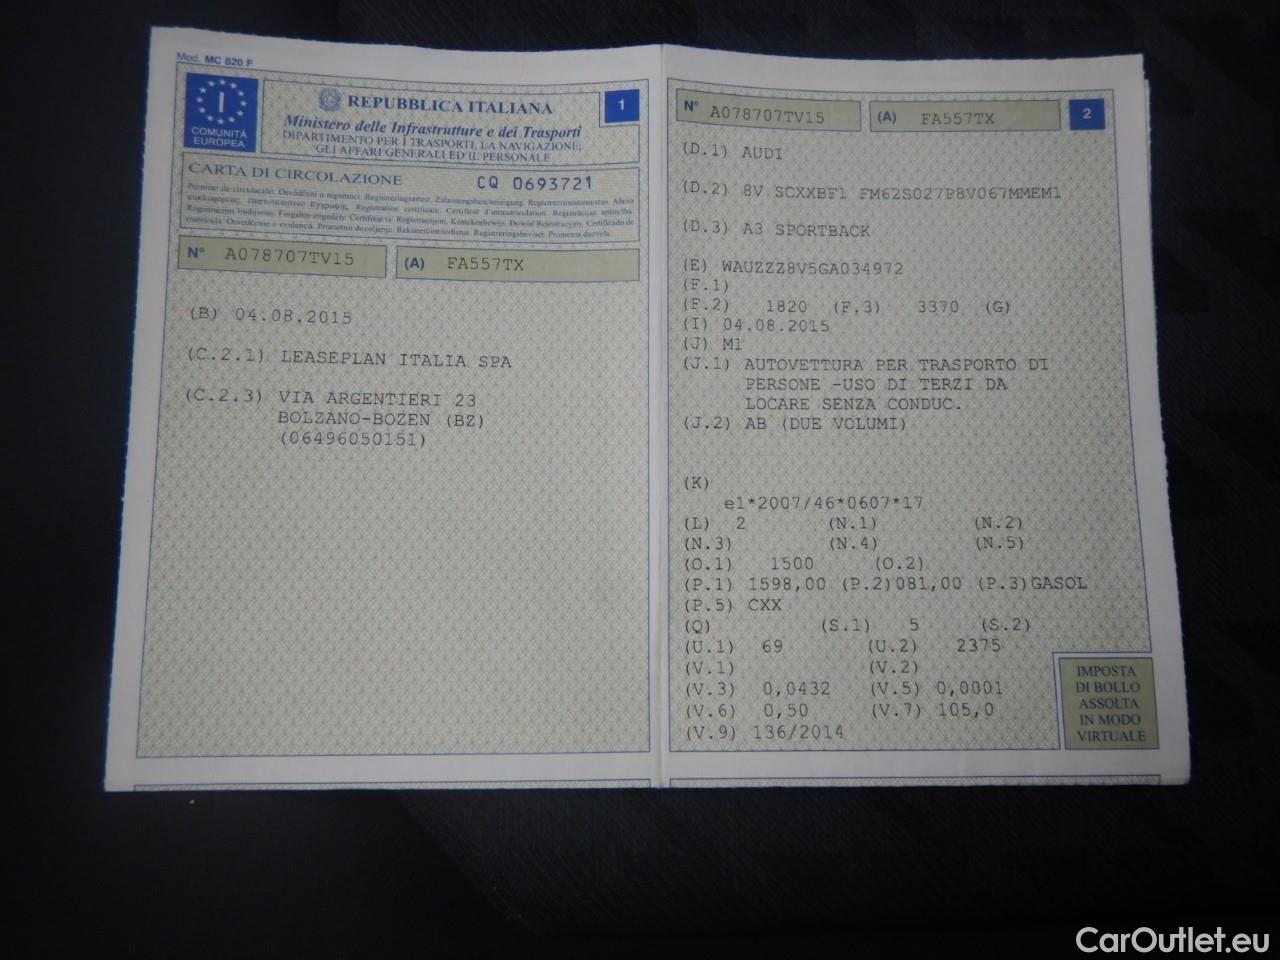 Mod. MC 820 F
COMUNITÀ
EUROPEA
I
REPUBBLICA ITALIANA
1
Ministero delle Infrastrutture e dei Trasporti
DIPARTIMENTO PER I TRASPORTI, LA NAVIGAZIONE,
GLI AFFARI GENERALI ED IL PERSONALE
CARTA DI CIRCOLAZIONE CQ 0693721
N° A078707TV15 (A) FA557TX
(B) 04.08.2015
(C.2.1) LEASEPLAN ITALIA SPA
(C.2.3) VIA ARGENTIERI 23
BOLZANO-BOZEN (BZ)
(06496050151)
N° A078707TV15 (A) FA557TX 2
(D.1) AUDI
(D.2) 8V SCXXBF1 FM62S027P8V067MMEM1
(D.3) A3 SPORTBACK
(E) WAUZZZ8V5GA034972
(F.1)
(F.2) 1820 (F.3) 3370 (G)
(I) 04.08.2015
(J) M1
(J.1) AUTOVETTURA PER TRASPORTO DI
PERSONE -USO DI TERZI DA
LOCARE SENZA CONDUC.
(J.2) AB (DUE VOLUMI)
(K)
e1*2007/46*0607*17
(L) 2 (N.1) (N.2)
(N.3) (N.4) (N.5)
(O.1) 1500 (O.2)
(P.1) 1598,00 (P.2)081,00 (P.3)GASOL
(P.5) CXX
(Q) (S.1) 5 (S.2)
(U.1) 69 (U.2) 2375
(V.1) (V.2)
(V.3) 0,0432 (V.5) 0,0001
(V.6) 0,50 (V.7) 105,0
(V.9) 136/2014
IMPOSTA
DI BOLLO
ASSOLTA
IN MODO
VIRTUALE
CarOutlet.eu